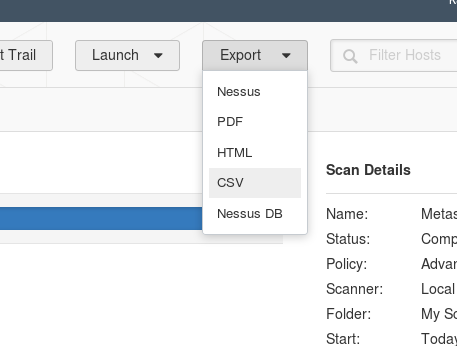 t Trail
Launch
Export
Filter Hosts
Nessus
PDF
HTML
CSV
Nessus DB
Scan Details
Name: Metas
Status: Comp
Policy: Advar
Scanner: Local
Folder: My Sc
Start: Today